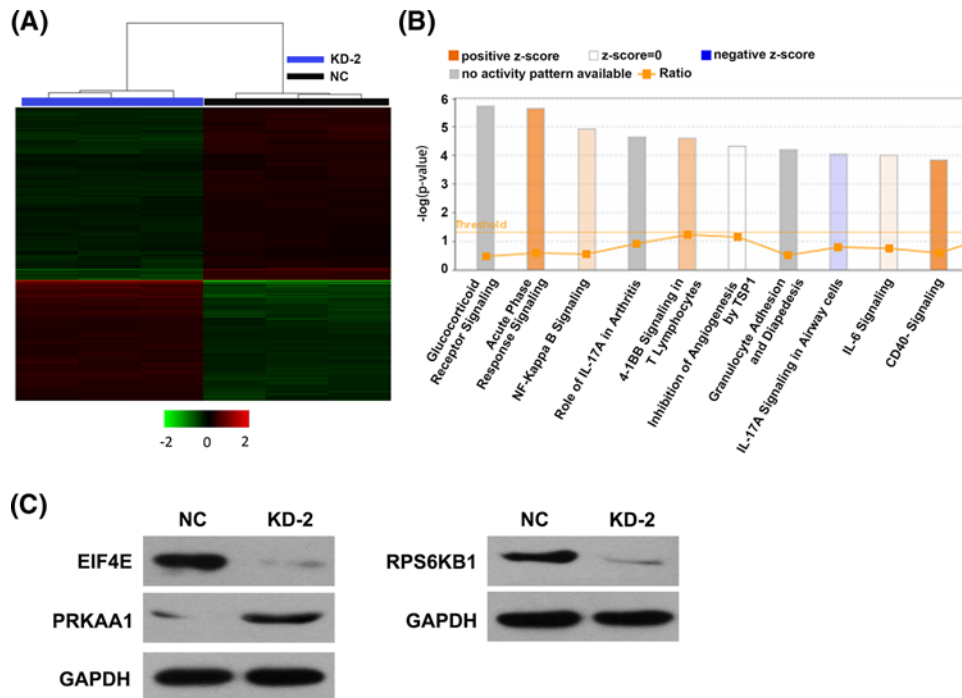 (A)
KD-2
NC
-2 0 2
(B)
positive z-score z-score=0 negative z-score
no activity pattern available Ratio
-log(p-value)
6
5
4
3
2
1
0
Threshold
Glucocorticoid
Receptor Signaling
Acute Phase
Response Signaling
NF-Kappa B Signaling
Role of IL-17A in Arthritis
4-1BB Signaling in
T Lymphocytes
Inhibition of Angiogenesis
by TSP1
Granulocyte Adhesion
and Diapedesis
IL-17A Signaling in Airway cells
IL-6 Signaling
CD40- Signaling
(C)
NC KD-2
EIF4E
PRKAA1
GAPDH
NC KD-2
RPS6KB1
GAPDH